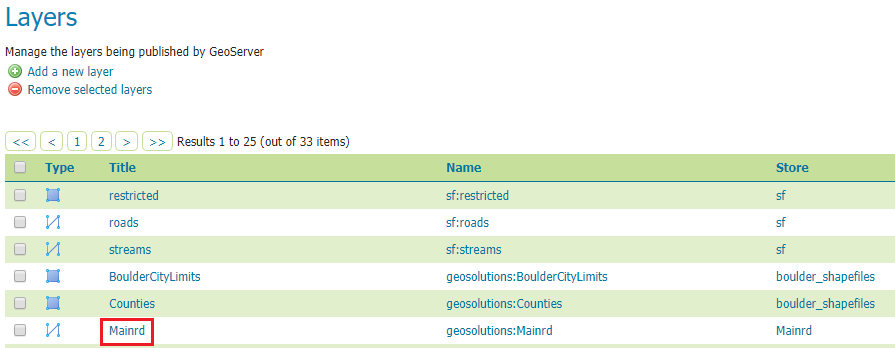 Layers
Manage the layers being published by GeoServer
Add a new layer
Remove selected layers
<< < 1 2 > >> Results 1 to 25 (out of 33 items)
Type Title Name Store
restricted sf:restricted sf
roads sf:roads sf
streams sf:streams sf
BoulderCityLimits geosolutions:BoulderCityLimits boulder_shapefiles
Counties geosolutions:Counties boulder_shapefiles
Mainrd geosolutions:Mainrd Mainrd